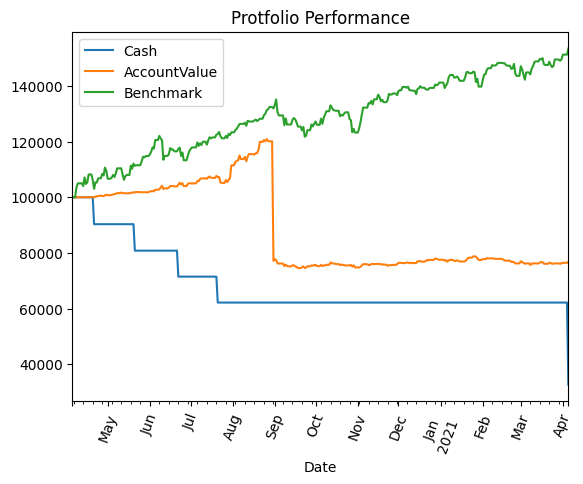 Protfolio Performance
Cash
AccountValue
Benchmark
140000
120000
100000
80000
60000
40000
May
Jun
Jul
Aug
Sep
Oct
Nov
Dec
Jan
2021
Feb
Mar
Apr
Date